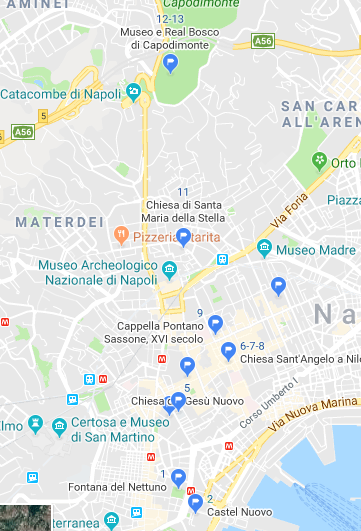 AMINEI
Capodimonte
12-13
Museo e Real Bosco
di Capodimonte
A56
Catacombe di Napoli
5
A56
SAN CAR
ALL'AREN
Orto
11
Chiesa di Santa
Maria della Stella
Via Foria
Piazza
MATERDEI
Pizzeria Starita
Museo Madre
Museo Archeologico
Nazionale di Napoli
9
Na
Cappella Pontano
Sassone, XVI secolo
6-7-8
Chiesa Sant'Angelo a Nilo
5
Chiesa del Gesù Nuovo
Corso Umberto I
Via Nuova Marina
Elmo
Certosa e Museo
di San Martino
1
Fontana del Nettuno
2
Castel Nuovo
terranea